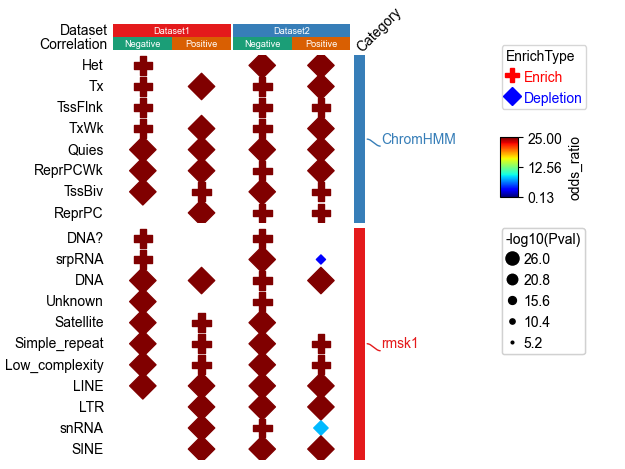 Dataset
Dataset1
Dataset2
Correlation
Negative
Positive
Negative
Positive
Category
Het
Tx
TssFlnk
TxWk
Quies
ReprPCWk
TssBiv
ReprPC
ChromHMM
DNA?
srpRNA
DNA
Unknown
Satellite
Simple_repeat
Low_complexity
LINE
LTR
snRNA
SINE
rmsk1
EnrichType
Enrich
Depletion
25.00
12.56
0.13
odds_ratio
-log10(Pval)
26.0
20.8
15.6
10.4
5.2